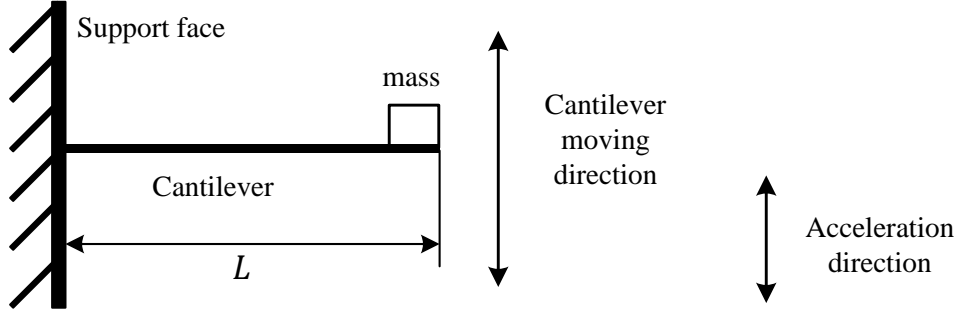 Support face
mass
Cantilever
moving
direction
Cantilever
Acceleration
direction
L